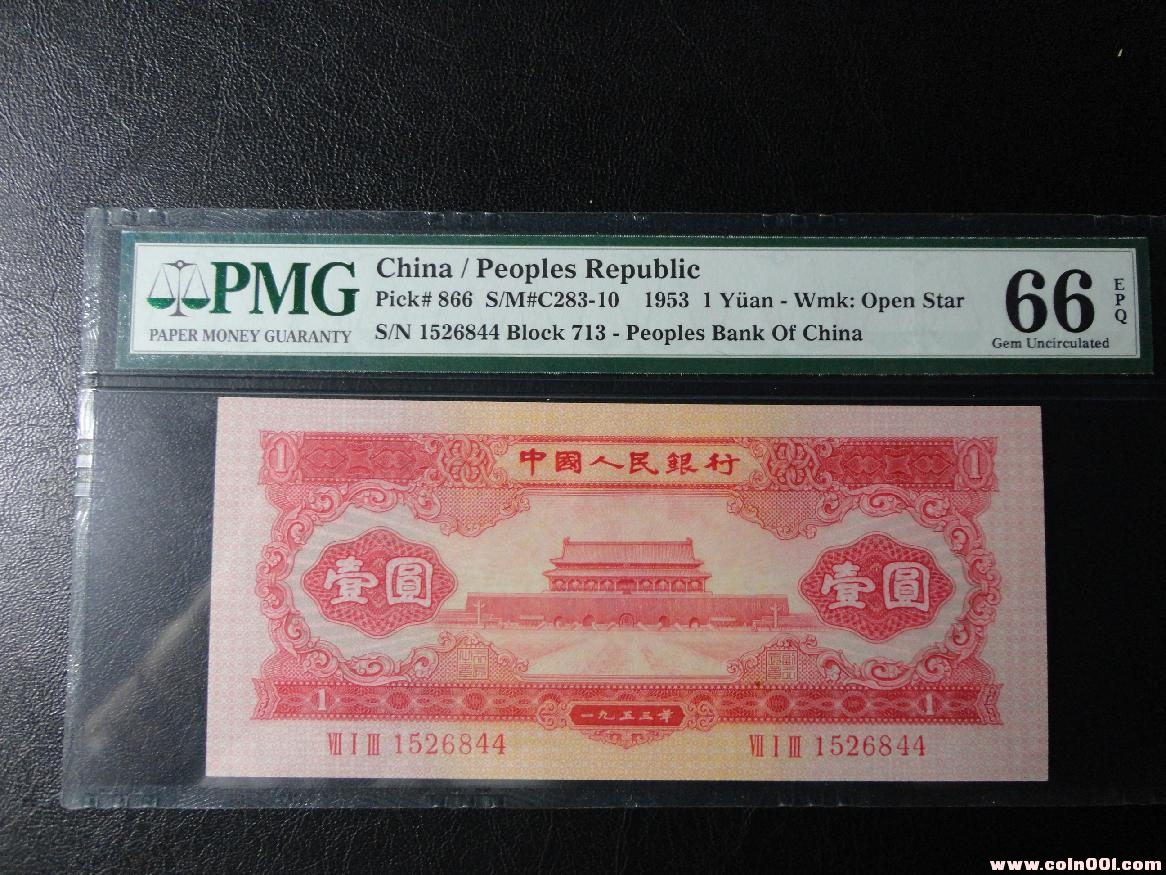 PMG
PAPER MONEY GUARANTY
China / Peoples Republic
Pick# 866 S/M#C283-10 1953 1 Yüan - Wmk: Open Star
S/N 1526844 Block 713 - Peoples Bank Of China
66
EPQ
Gem Uncirculated
1 中國人民銀行 1
壹圓 壹圓
1 一九五三年 1
VII I III 1526844 VII I III 1526844
www.coin001.com